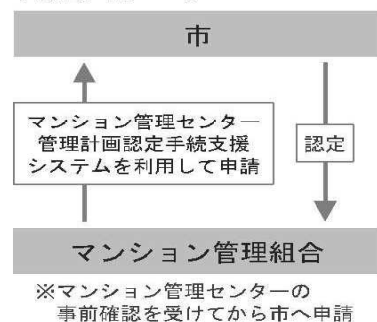 市
マンション管理センター
管理計画認定手続支援
システムを利用して申請
認定
マンション管理組合
※マンション管理センターの
事前確認を受けてから市へ申請